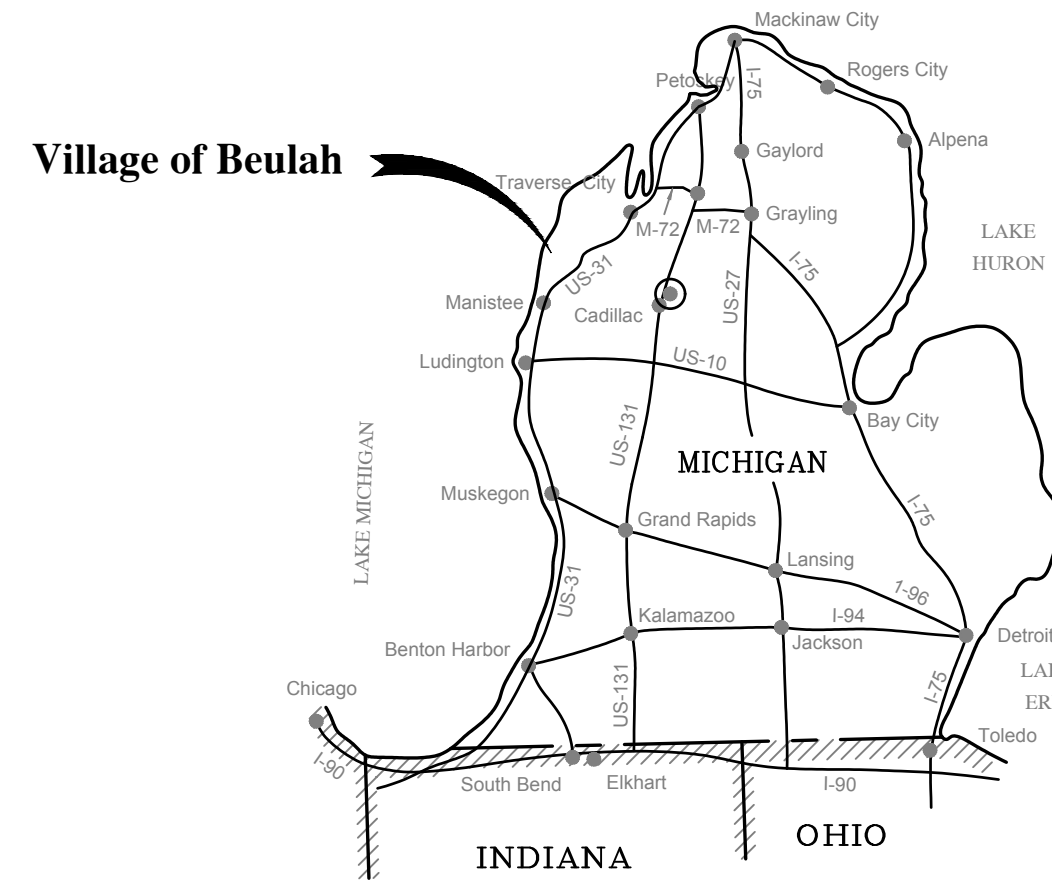 Mackinaw City
Rogers City
Petoskey
I-75
Alpena
Village of Beulah
Gaylord
Traverse City
Grayling
M-72
M-72
LAKE
HURON
US-31
I-75
US-27
Manistee
Cadillac
Ludington
US-10
Bay City
US-131
MICHIGAN
LAKE MICHIGAN
Muskegon
Grand Rapids
I-75
Lansing
US-31
1-96
Kalamazoo
I-94
Detroit
Jackson
Benton Harbor
LA
ER
Chicago
US-131
I-75
Toledo
I-90
South Bend
Elkhart
I-90
OHIO
INDIANA